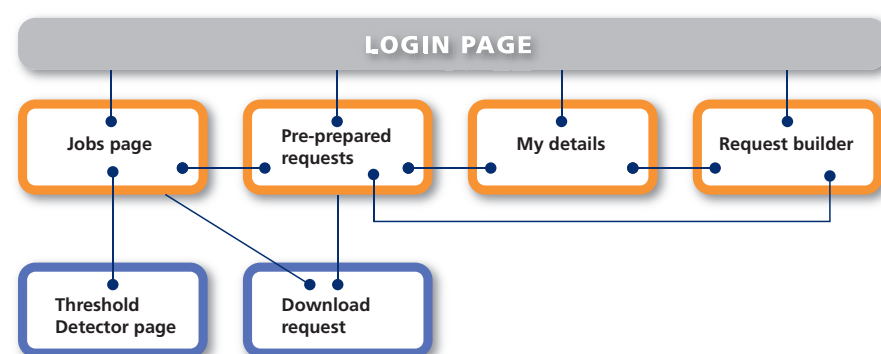 LOGIN PAGE
Jobs page
Pre-prepared
requests
My details
Request builder
Threshold
Detector page
Download
request